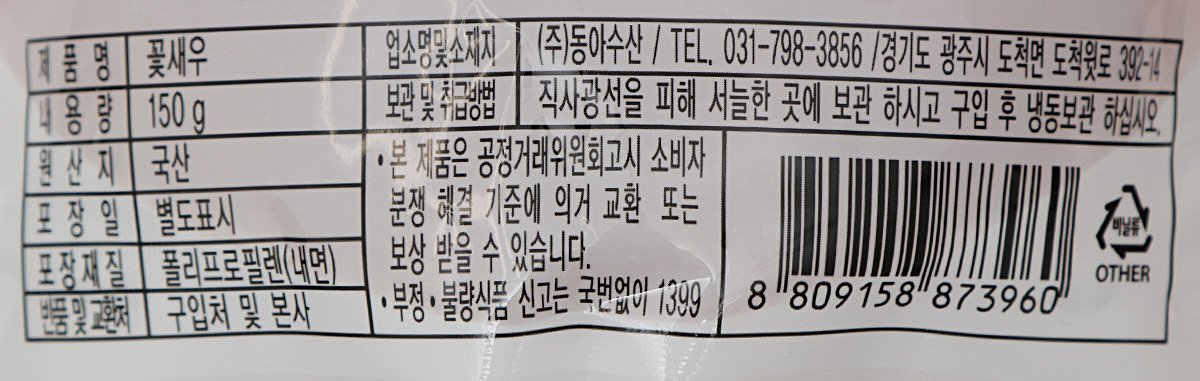 제품명 꽃새우
내용량 150g
원산지 국산
포장일 별도표시
포장재질 폴리프로필렌(내면)
반품 및 교환처 구입처 및 본사
업소명및소재지 (주)동아수산 / TEL. 031-798-3856 /경기도 광주시 도척면 도척윗로 392-14
보관 및 취급방법 직사광선을 피해 서늘한 곳에 보관 하시고 구입 후 냉동보관 하십시오.
• 본 제품은 공정거래위원회고시 소비자
분쟁 해결 기준에 의거 교환 또는
보상 받을 수 있습니다.
• 부정•불량식품 신고는 국번없이 1399
8 809158 873960
비닐류
OTHER